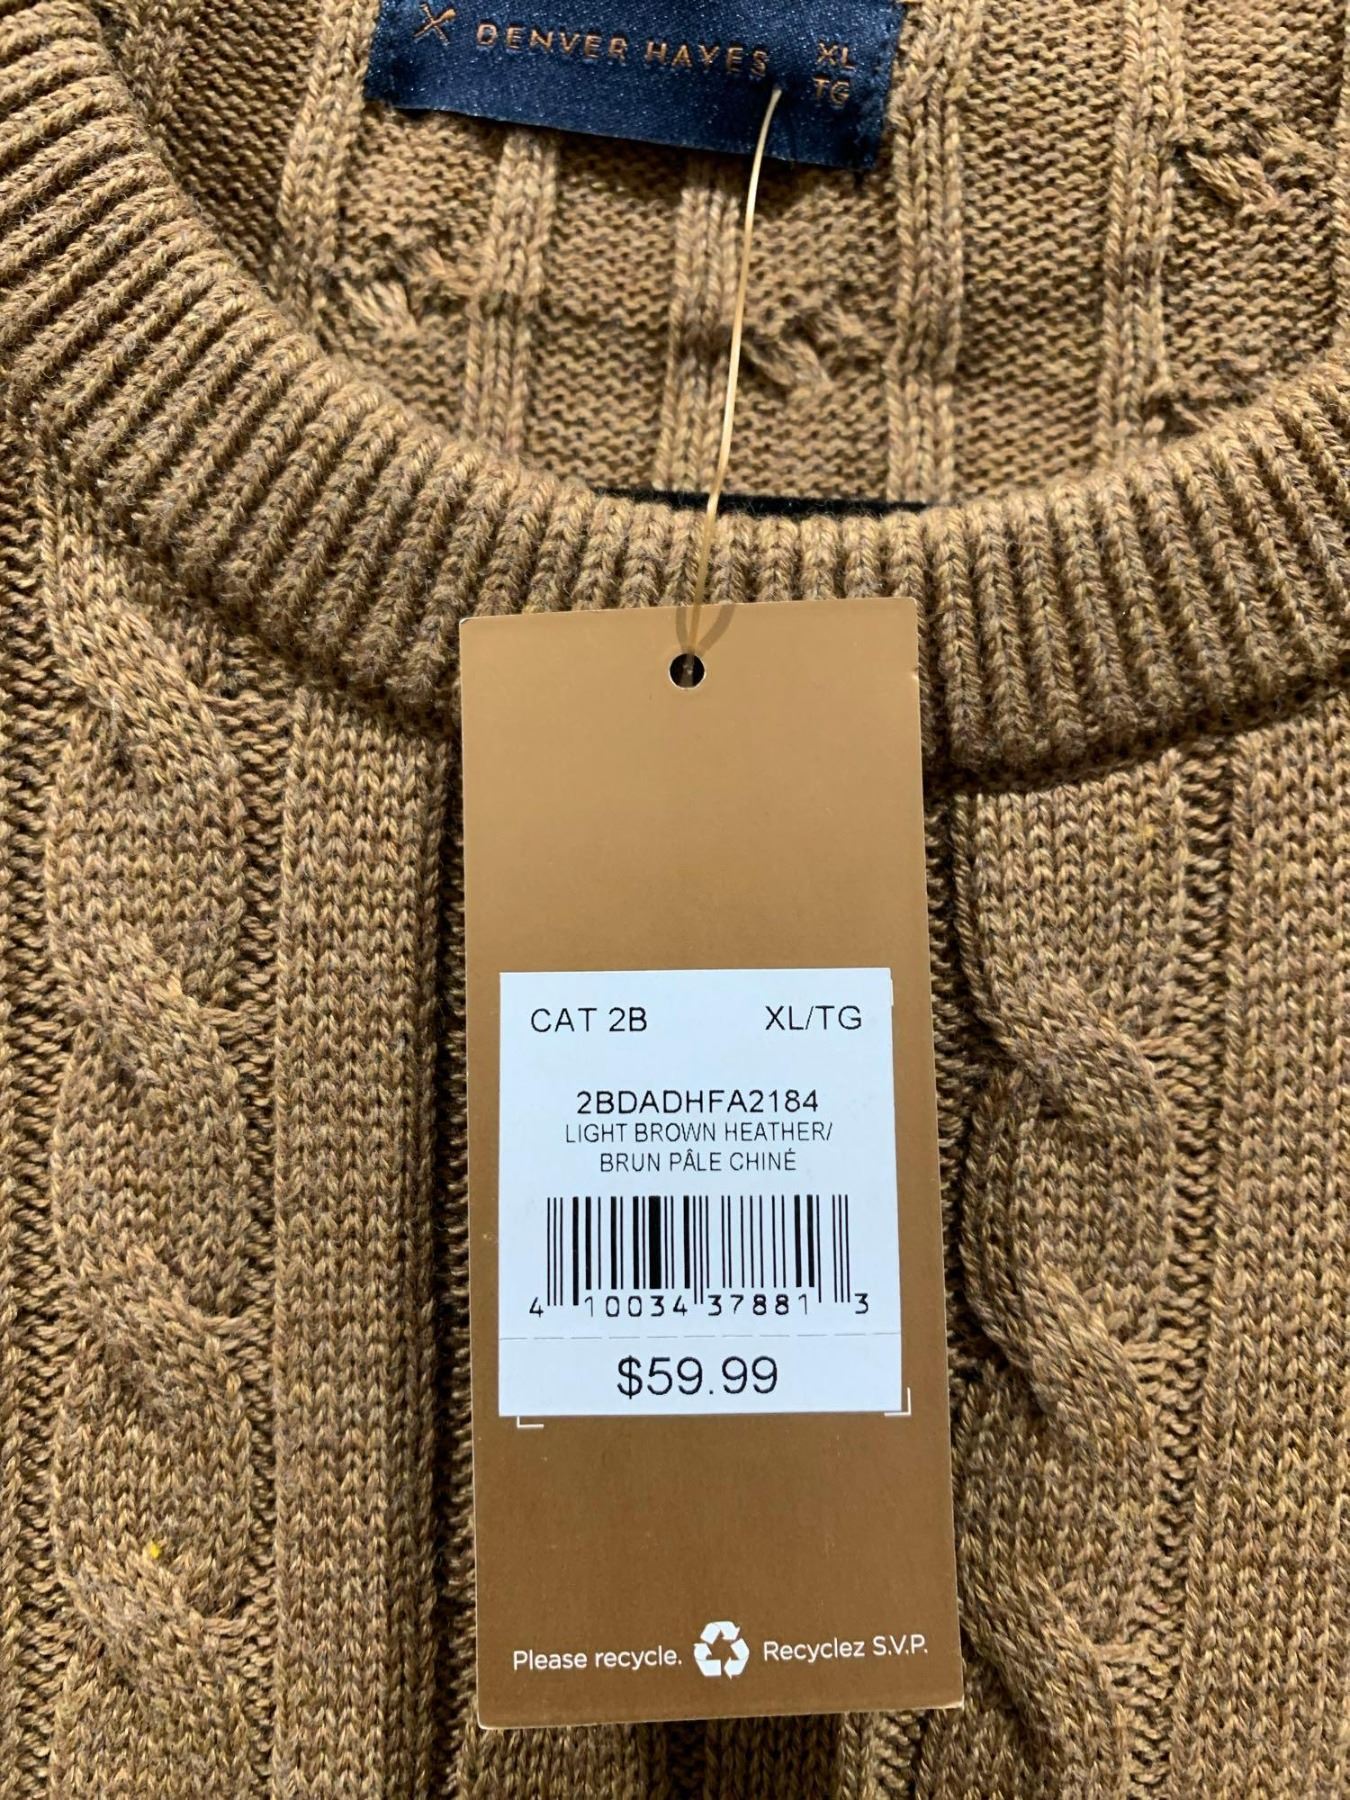 DENVER HAYES XL
TG
CAT 2B XL/TG
2BDADHFA2184
LIGHT BROWN HEATHER/
BRUN PÂLE CHINÉ
4 10034 37881 3
$59.99
Please recycle. Recyclez S.V.P.